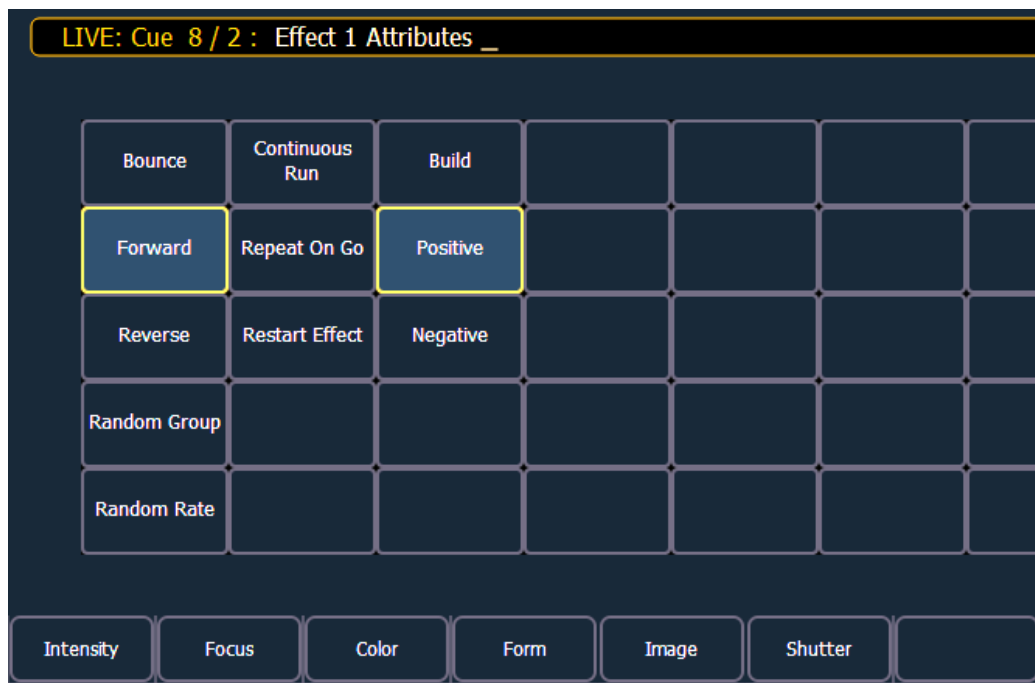 LIVE: Cue 8 / 2 : Effect 1 Attributes _
Bounce
Continuous
Run
Build
Forward
Repeat On Go
Positive
Reverse
Restart Effect
Negative
Random Group
Random Rate
Intensity
Focus
Color
Form
Image
Shutter